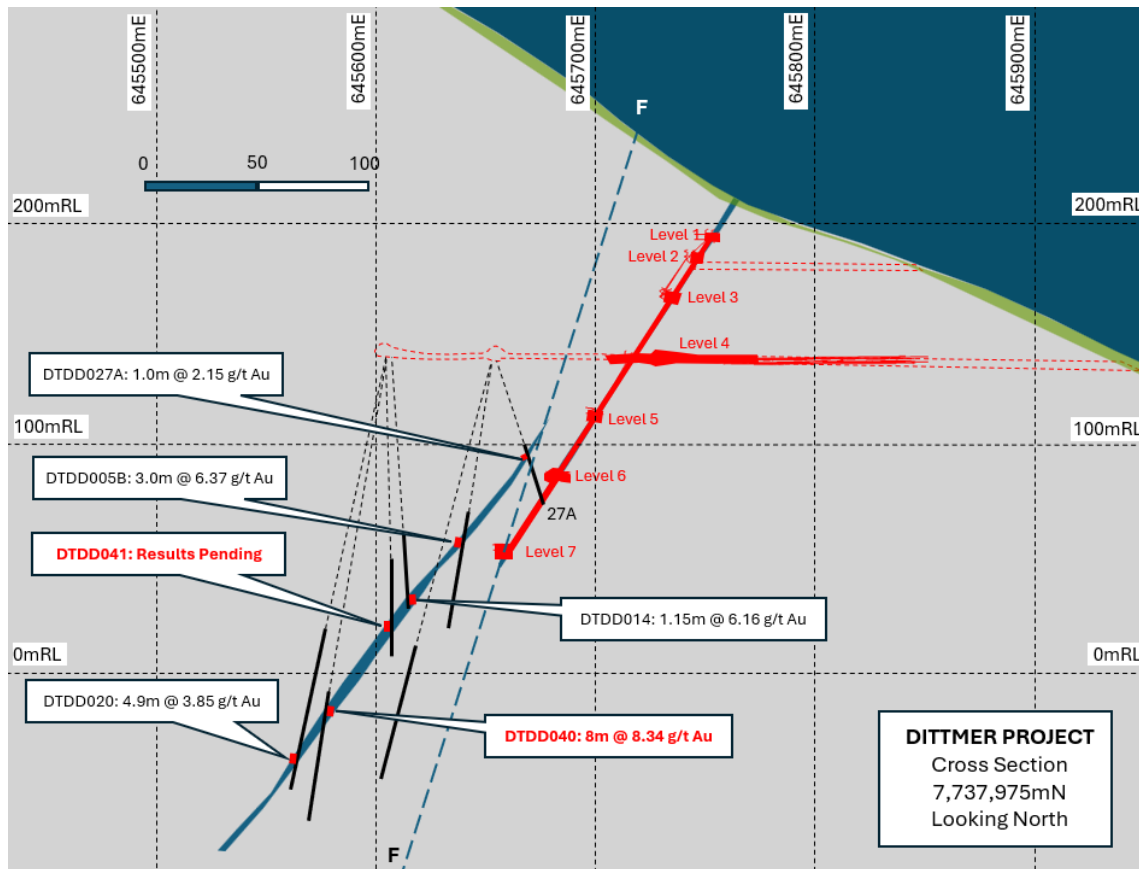 645500mE
645600mE
645700mE
645800mE
645900mE
F
0
50
100
200mRL
200mRL
Level 1
Level 2
Level 3
Level 4
DTDD027A: 1.0m @ 2.15 g/t Au
100mRL
100mRL
Level 5
DTDD005B: 3.0m @ 6.37 g/t Au
Level 6
27A
DTDD041: Results Pending
Level 7
DTDD014: 1.15m @ 6.16 g/t Au
0mRL
0mRL
DTDD020: 4.9m @ 3.85 g/t Au
DTDD040: 8m @ 8.34 g/t Au
DITTMER PROJECT
Cross Section
7,737,975mN
Looking North
F